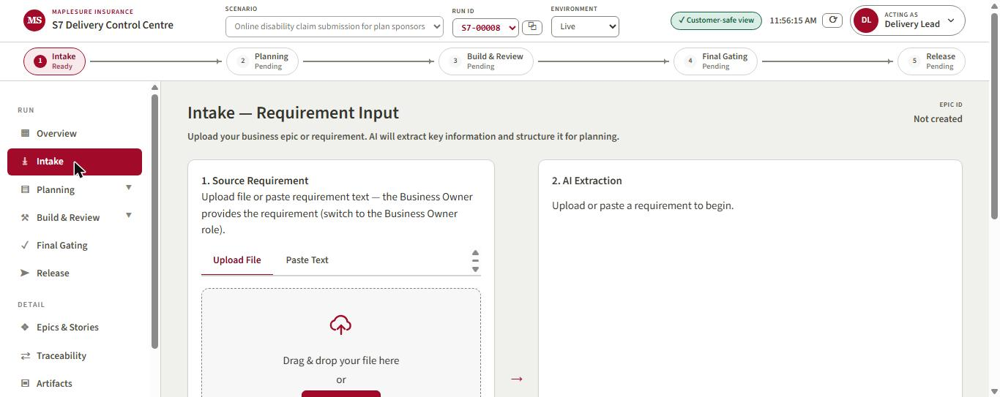 MS
MAPLESURE INSURANCE
S7 Delivery Control Centre
SCENARIO
Online disability claim submission for plan sponsors
RUN ID
S7-00008
ENVIRONMENT
Live
✓ Customer-safe view
11:56:15 AM
DL
ACTING AS
Delivery Lead
1
Intake
Ready
2
Planning
Pending
3
Build & Review
Pending
4
Final Gating
Pending
5
Release
Pending
RUN
Overview
Intake
Planning
Build & Review
Final Gating
Release
DETAIL
Epics & Stories
Traceability
Artifacts
Intake — Requirement Input
Upload your business epic or requirement. AI will extract key information and structure it for planning.
EPIC ID
Not created
1. Source Requirement
Upload file or paste requirement text — the Business Owner
provides the requirement (switch to the Business Owner
role).
Upload File
Paste Text
Drag & drop your file here
or
→
2. AI Extraction
Upload or paste a requirement to begin.